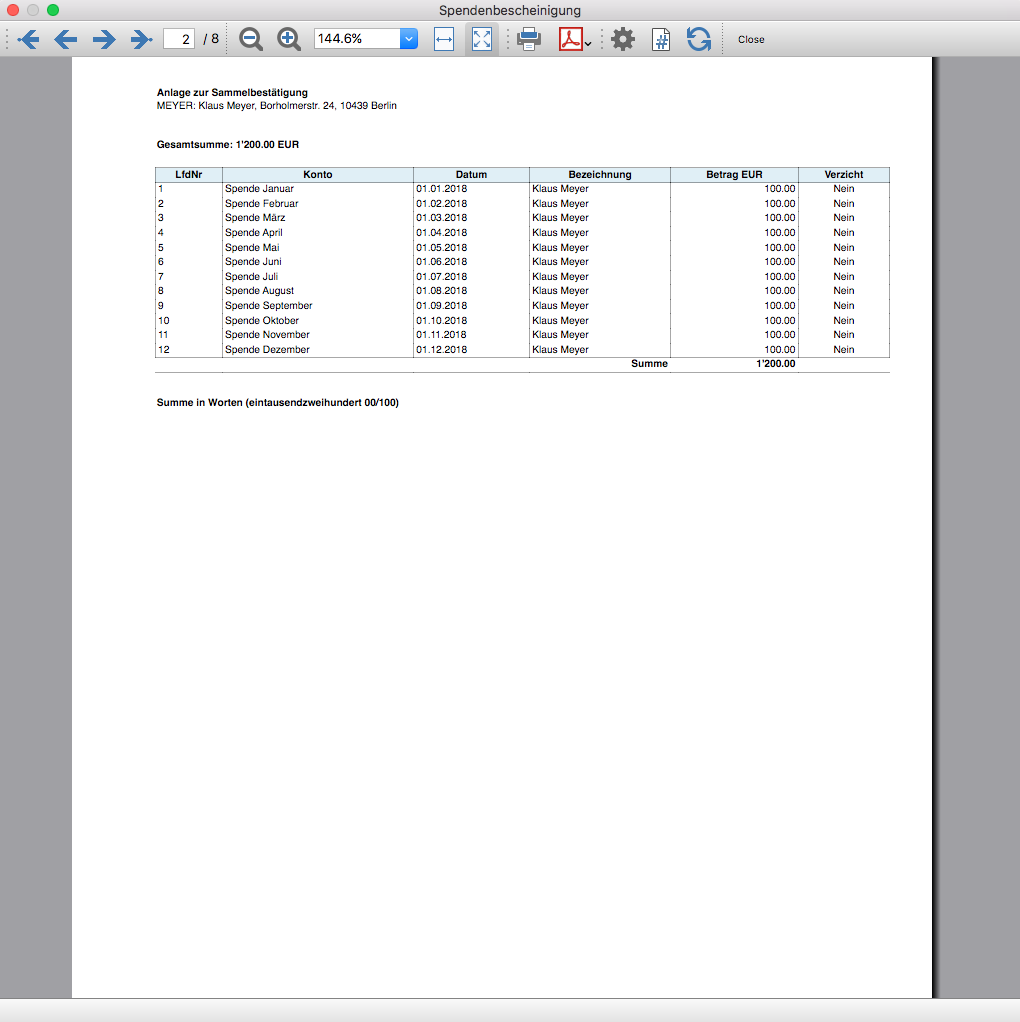 Spendenbescheinigung
2 / 8 144.6% Close
Anlage zur Sammelbestätigung
MEYER: Klaus Meyer, Borholmerstr. 24, 10439 Berlin
Gesamtsumme: 1'200.00 EUR
LfdNr Konto Datum Bezeichnung Betrag EUR Verzicht
1 Spende Januar 01.01.2018 Klaus Meyer 100.00 Nein
2 Spende Februar 01.02.2018 Klaus Meyer 100.00 Nein
3 Spende März 01.03.2018 Klaus Meyer 100.00 Nein
4 Spende April 01.04.2018 Klaus Meyer 100.00 Nein
5 Spende Mai 01.05.2018 Klaus Meyer 100.00 Nein
6 Spende Juni 01.06.2018 Klaus Meyer 100.00 Nein
7 Spende Juli 01.07.2018 Klaus Meyer 100.00 Nein
8 Spende August 01.08.2018 Klaus Meyer 100.00 Nein
9 Spende September 01.09.2018 Klaus Meyer 100.00 Nein
10 Spende Oktober 01.10.2018 Klaus Meyer 100.00 Nein
11 Spende November 01.11.2018 Klaus Meyer 100.00 Nein
12 Spende Dezember 01.12.2018 Klaus Meyer 100.00 Nein
Summe 1'200.00
Summe in Worten (eintausendzweihundert 00/100)